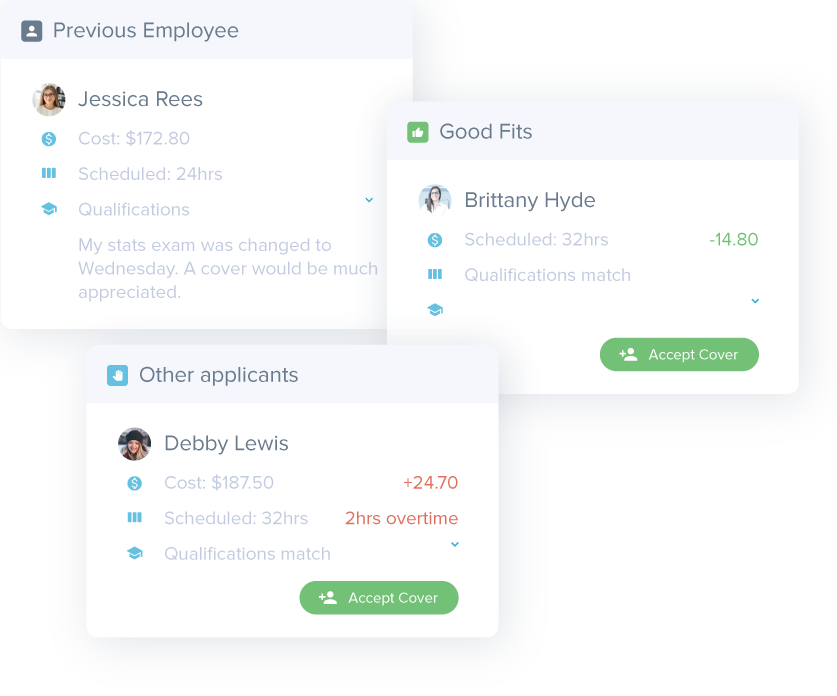 Previous Employee
Jessica Rees
Cost: $172.80
Scheduled: 24hrs
Qualifications
My stats exam was changed to
Wednesday. A cover would be much
appreciated.
Good Fits
Brittany Hyde
Scheduled: 32hrs -14.80
Qualifications match
Accept Cover
Other applicants
Debby Lewis
Cost: $187.50 +24.70
Scheduled: 32hrs 2hrs overtime
Qualifications match
Accept Cover